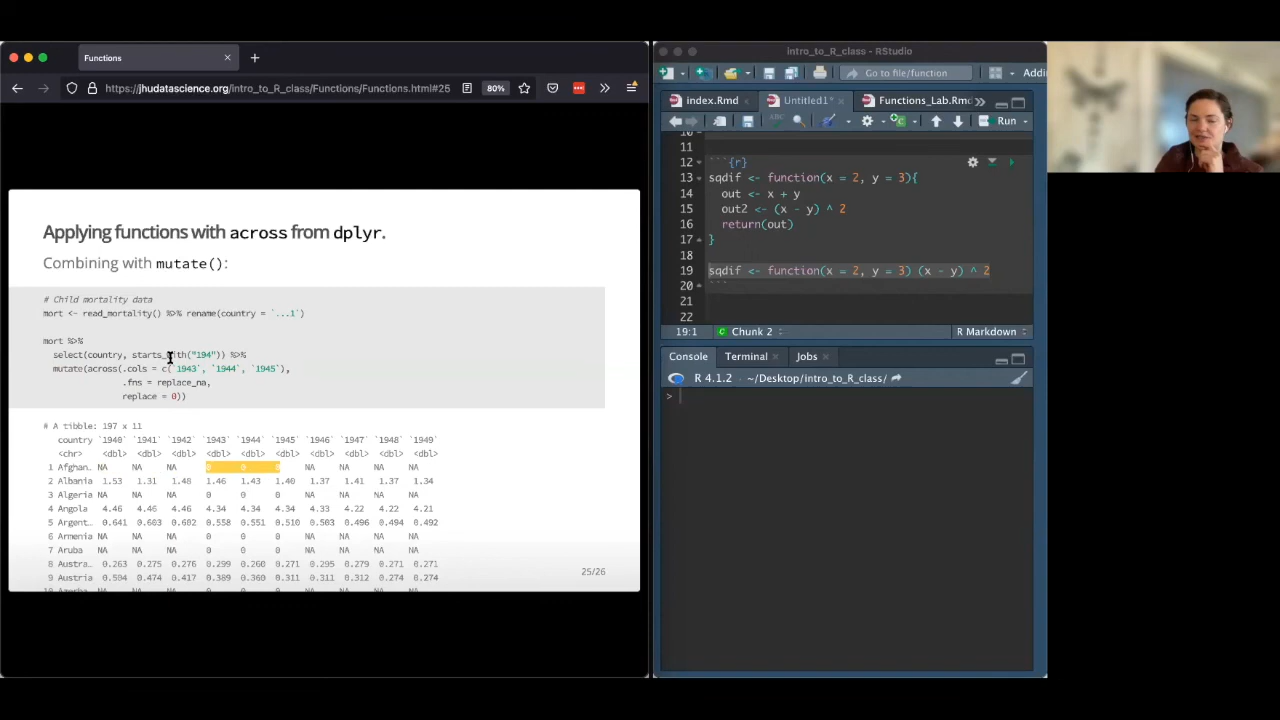 Functions
https://jhudatascience.org/intro_to_R_class/Functions/Functions.html#25
80%
Applying functions with across from dplyr.
Combining with mutate():
# Child mortality data
mort <- read_mortality() %>% rename(country = `...1`)
mort %>%
select(country, starts_with("194")) %>%
mutate(across(.cols = c(`1943`, `1944`, `1945`),
.fns = replace_na,
replace = 0))
# A tibble: 197 x 11
country `1940` `1941` `1942` `1943` `1944` `1945` `1946` `1947` `1948` `1949`
<chr> <dbl> <dbl> <dbl> <dbl> <dbl> <dbl> <dbl> <dbl> <dbl> <dbl>
1 Afghan… NA NA NA 0 0 0 NA NA NA NA
2 Albania 1.53 1.31 1.48 1.46 1.43 1.40 1.37 1.41 1.37 1.34
3 Algeria NA NA NA 0 0 0 NA NA NA NA
4 Angola 4.46 4.46 4.46 4.34 4.34 4.34 4.33 4.22 4.22 4.21
5 Argent… 0.641 0.603 0.602 0.558 0.551 0.510 0.503 0.496 0.494 0.492
6 Armenia NA NA NA 0 0 0 NA NA NA NA
7 Aruba NA NA NA 0 0 0 NA NA NA NA
8 Austra… 0.263 0.275 0.276 0.299 0.260 0.271 0.295 0.279 0.271 0.271
9 Austria 0.504 0.474 0.417 0.389 0.360 0.311 0.311 0.312 0.274 0.274
25/26
intro_to_R_class - RStudio
Go to file/function
Addi
index.Rmd
Untitled1*
Functions_Lab.Rmd
Run
10
11
12 ```{r}
13 sqdif <- function(x = 2, y = 3){
14 out <- x + y
15 out2 <- (x - y) ^ 2
16 return(out)
17 }
18
19 sqdif <- function(x = 2, y = 3) (x - y) ^ 2
20 ```
21
22
19:1 Chunk 2 R Markdown
Console Terminal Jobs
R 4.1.2 · ~/Desktop/intro_to_R_class/
>